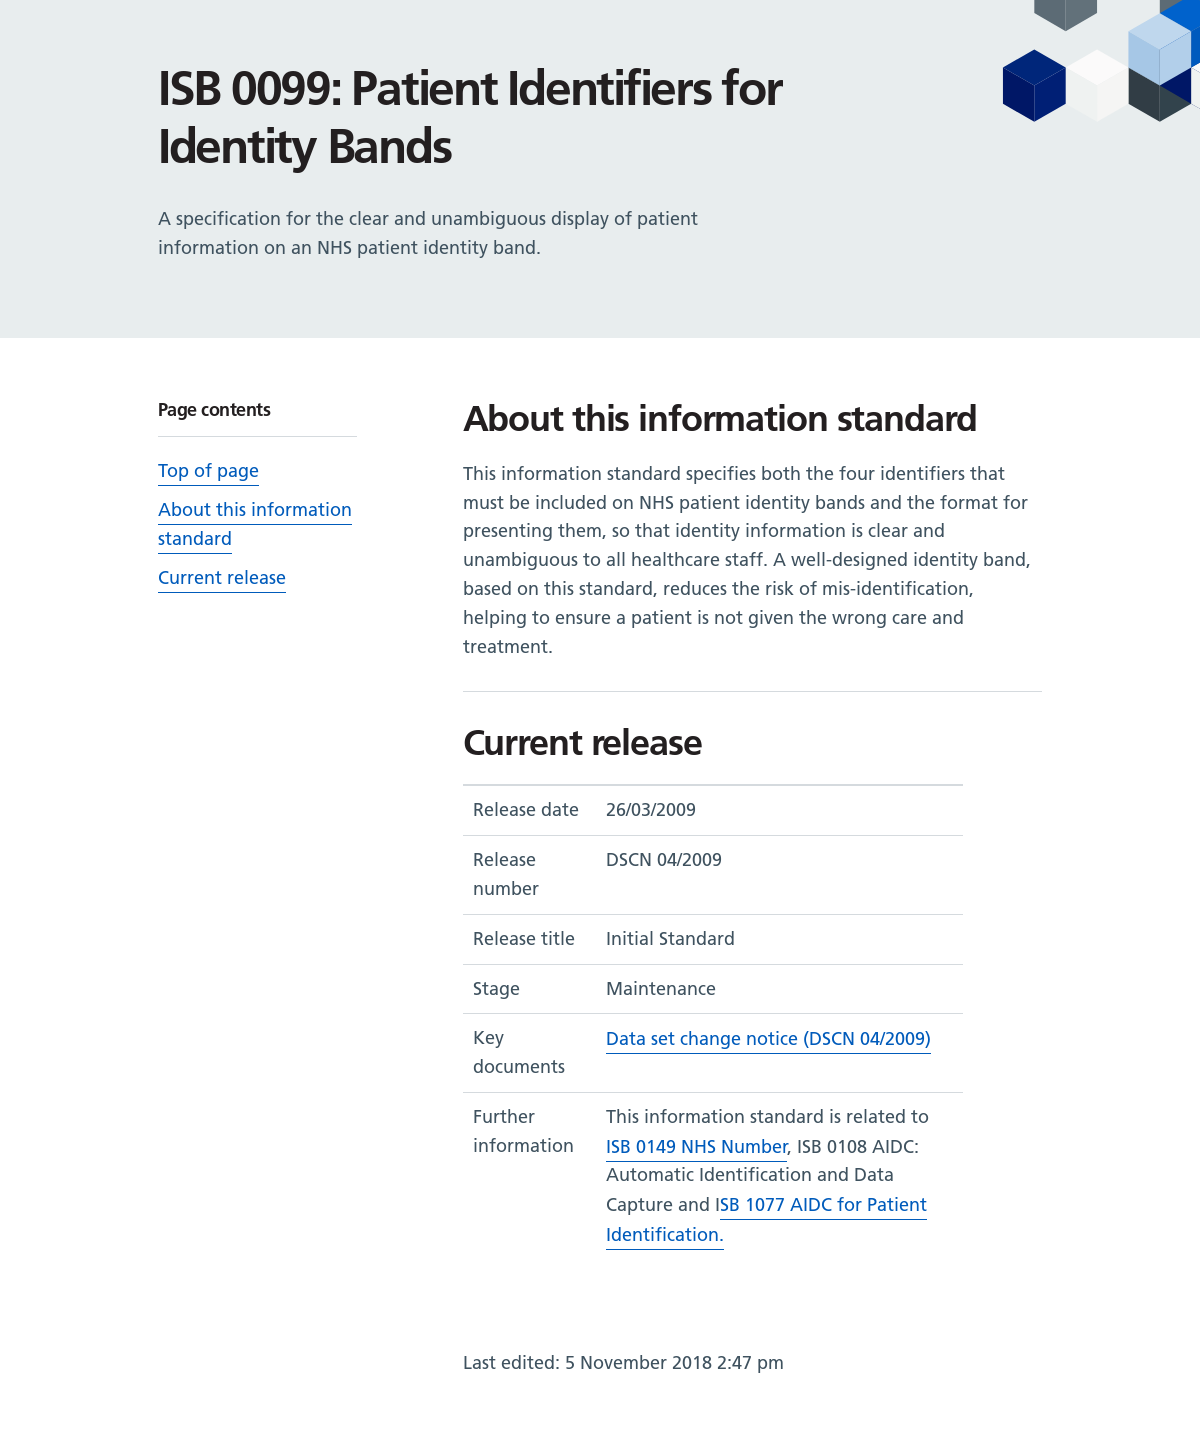 ISB 0099: Patient Identifiers for
Identity Bands
A specification for the clear and unambiguous display of patient
information on an NHS patient identity band.
Page contents
Top of page
About this information
standard
Current release
About this information standard
This information standard specifies both the four identifiers that
must be included on NHS patient identity bands and the format for
presenting them, so that identity information is clear and
unambiguous to all healthcare staff. A well-designed identity band,
based on this standard, reduces the risk of mis-identification,
helping to ensure a patient is not given the wrong care and
treatment.
Current release
Release date 26/03/2009
Release DSCN 04/2009
number
Release title Initial Standard
Stage Maintenance
Key Data set change notice (DSCN 04/2009)
documents
Further This information standard is related to
information ISB 0149 NHS Number, ISB 0108 AIDC:
Automatic Identification and Data
Capture and ISB 1077 AIDC for Patient
Identification.
Last edited: 5 November 2018 2:47 pm